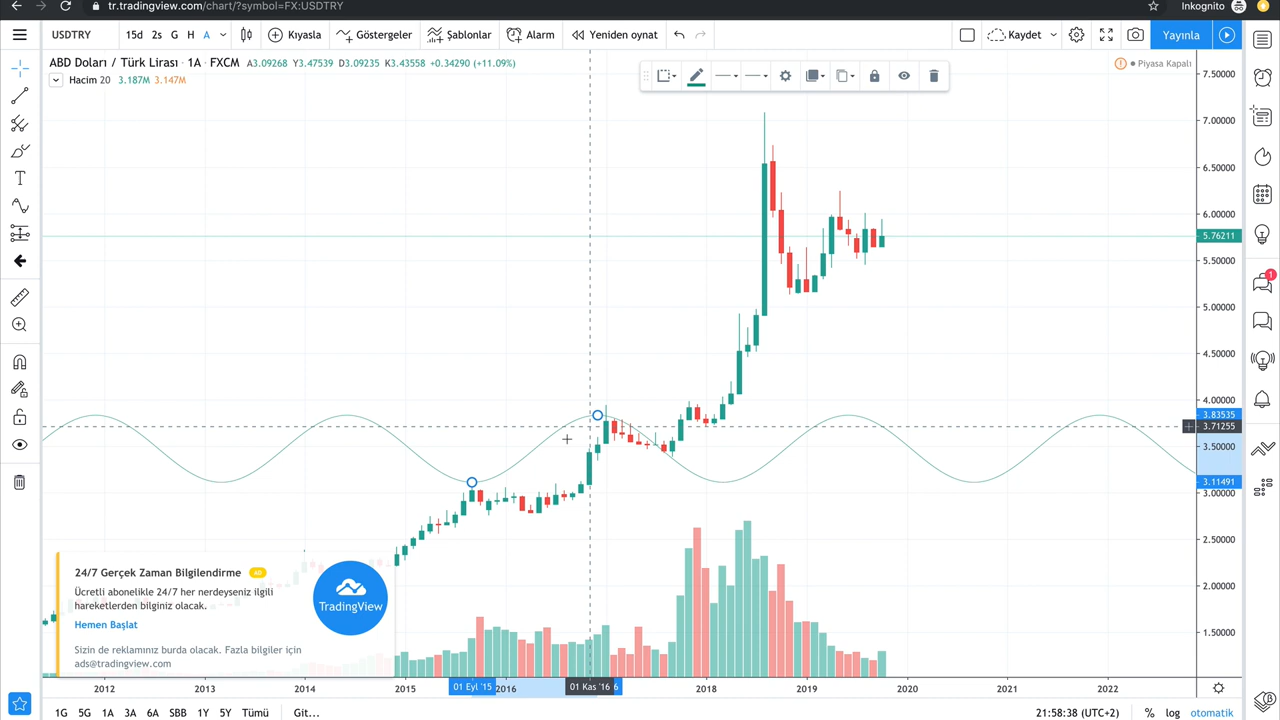 tr.tradingview.com/chart/?symbol=FX:USDTRY
Inkognito
USDTRY 15d 2s G H A Kıyasla Göstergeler Şablonlar Alarm Yeniden oynat Kaydet Yayınla
ABD Doları / Türk Lirası · 1A · FXCM A3.09268 Y3.47539 D3.09235 K3.43558 +0.34290 (+11.09%)
Piyasa Kapalı
Hacim 20 3.187M 3.147M
7.50000
7.00000
6.50000
6.00000
5.76211
5.50000
5.00000
4.50000
4.00000
3.83535
3.71255
3.50000
3.11491
3.00000
2.50000
2.00000
1.50000
1
24/7 Gerçek Zaman Bilgilendirme AD
Ücretli abonelikle 24/7 her nerdeyseniz ilgili
hareketlerden bilginiz olacak.
Hemen Başlat
Sizin de reklamınız burda olacak. Fazla bilgiler için
ads@tradingview.com
TradingView
2012 2013 2014 2015 01 Eyl '15 2016 01 Kas '16 6 2018 2019 2020 2021 2022
1G 5G 1A 3A 6A SBB 1Y 5Y Tümü Git... 21:58:38 (UTC+2) % log otomatik